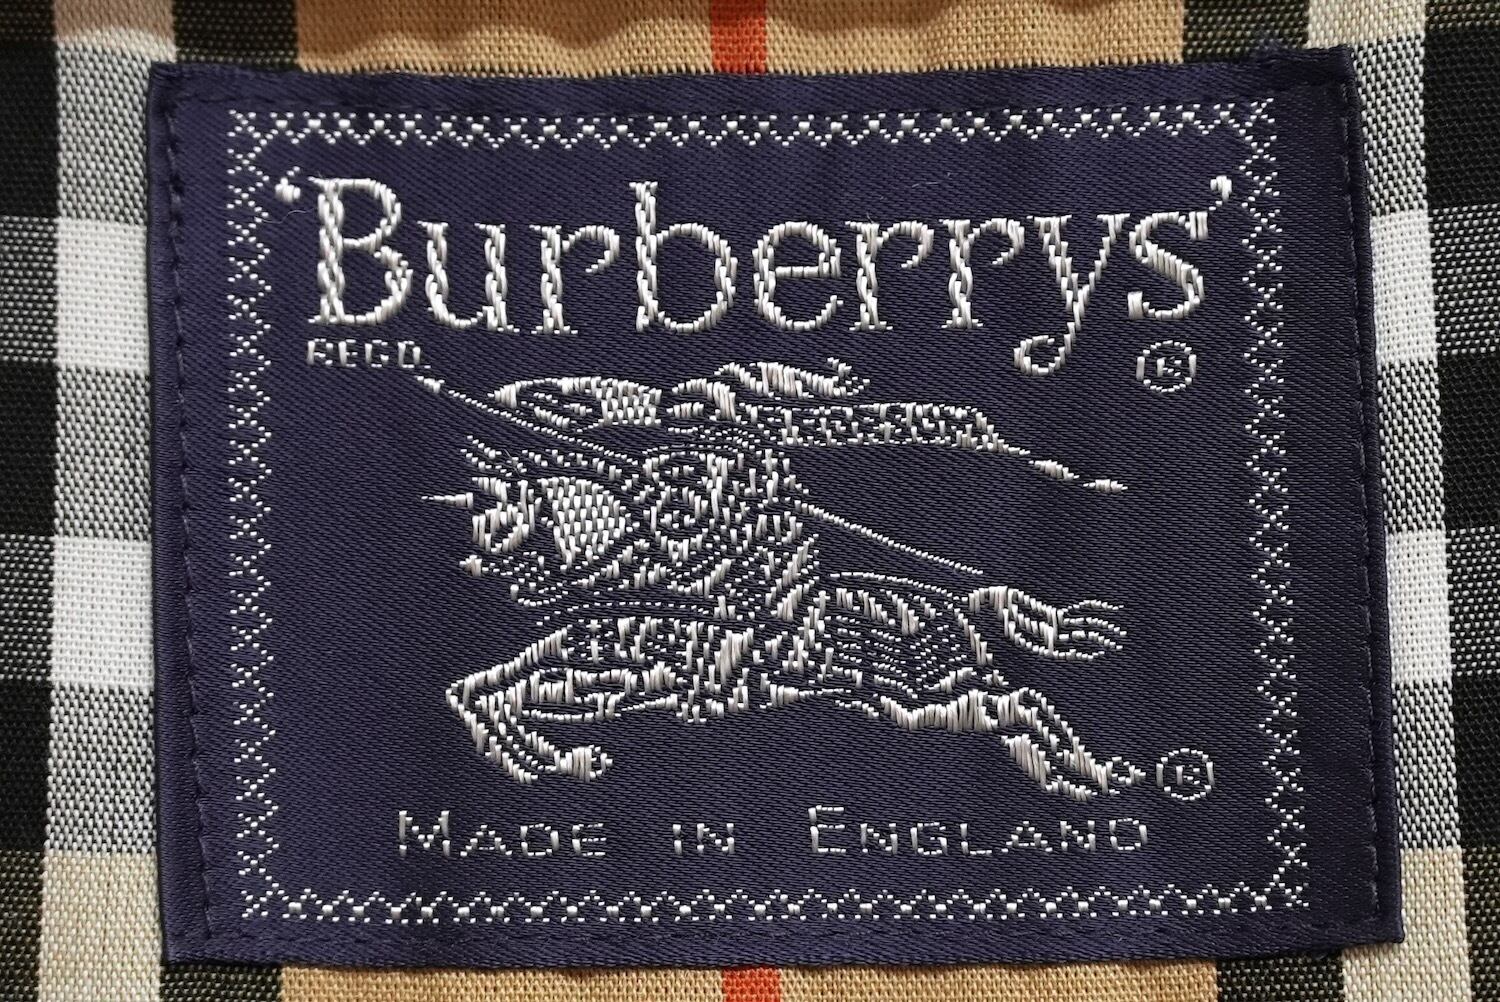 ‘Burberrys’
REGD. ®
®
MADE IN ENGLAND